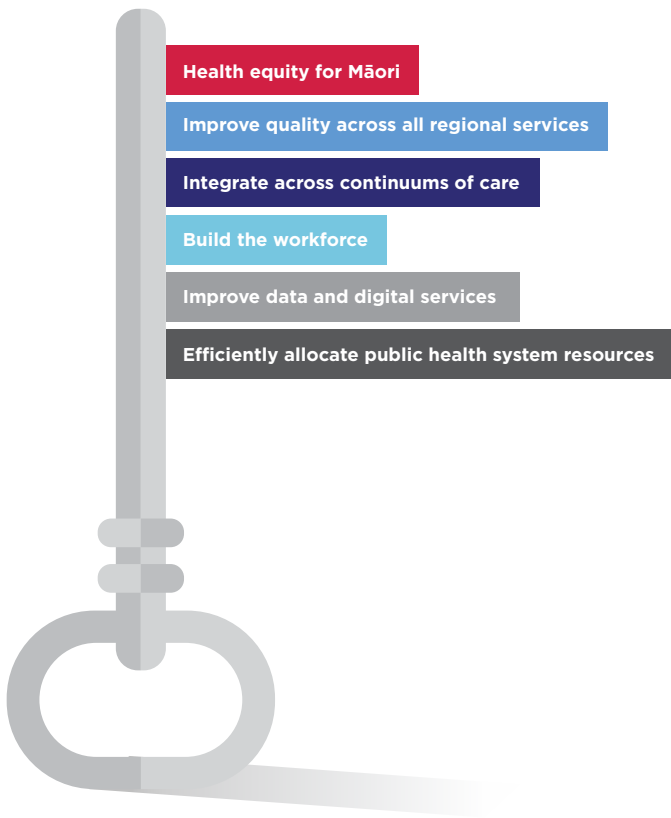 Health equity for Māori
Improve quality across all regional services
Integrate across continuums of care
Build the workforce
Improve data and digital services
Efficiently allocate public health system resources